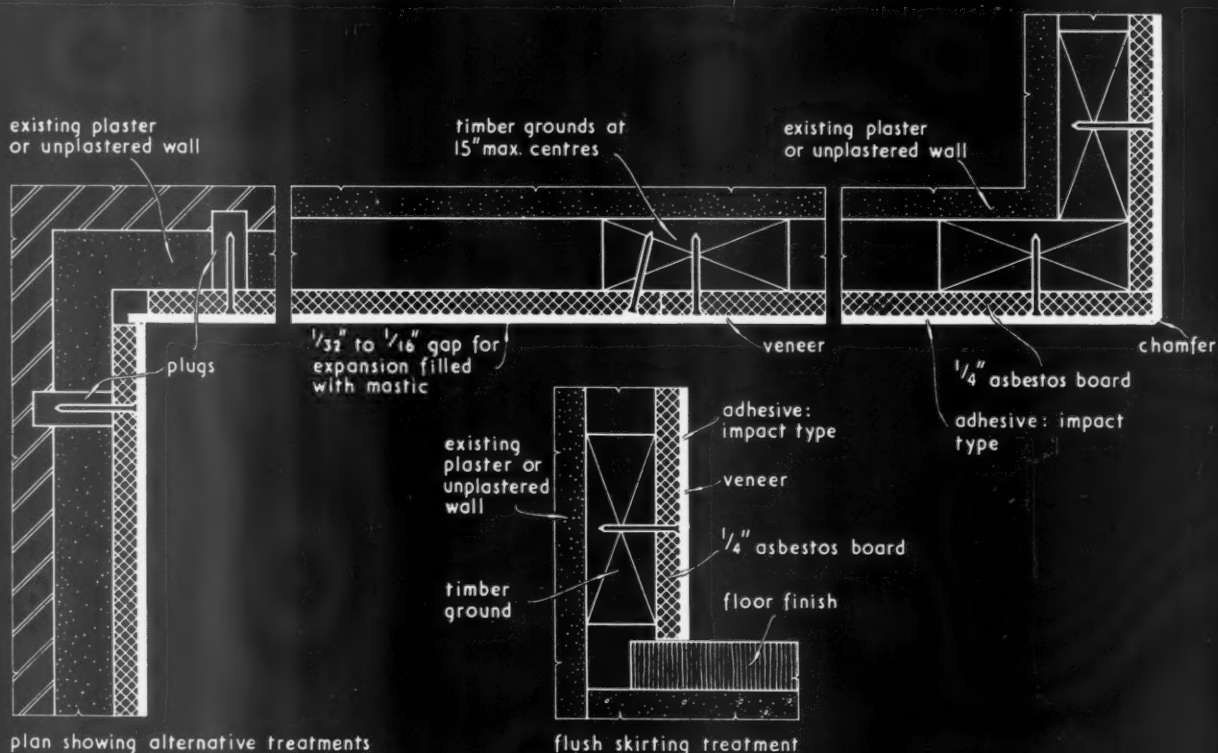 existing plaster
or unplastered wall
timber grounds at
15" max. centres
existing plaster
or unplastered wall
plugs
1/32" to 1/16" gap for
expansion filled
with mastic
veneer
chamfer
1/4" asbestos board
adhesive: impact
type
existing
plaster or
unplastered
wall
adhesive:
impact type
veneer
1/4" asbestos board
timber
ground
floor finish
plan showing alternative treatments
flush skirting treatment